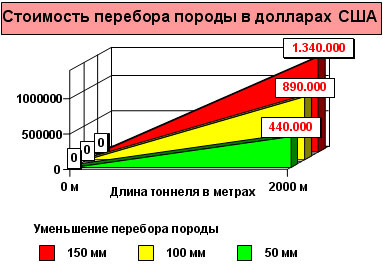 Стоимость перебора породы в долларах США
1.340.000
890.000
1000000
440.000
500000
0
0
0
0
0 м
2000 м
Длина тоннеля в метрах
Уменьшение перебора породы
150 мм
100 мм
50 мм